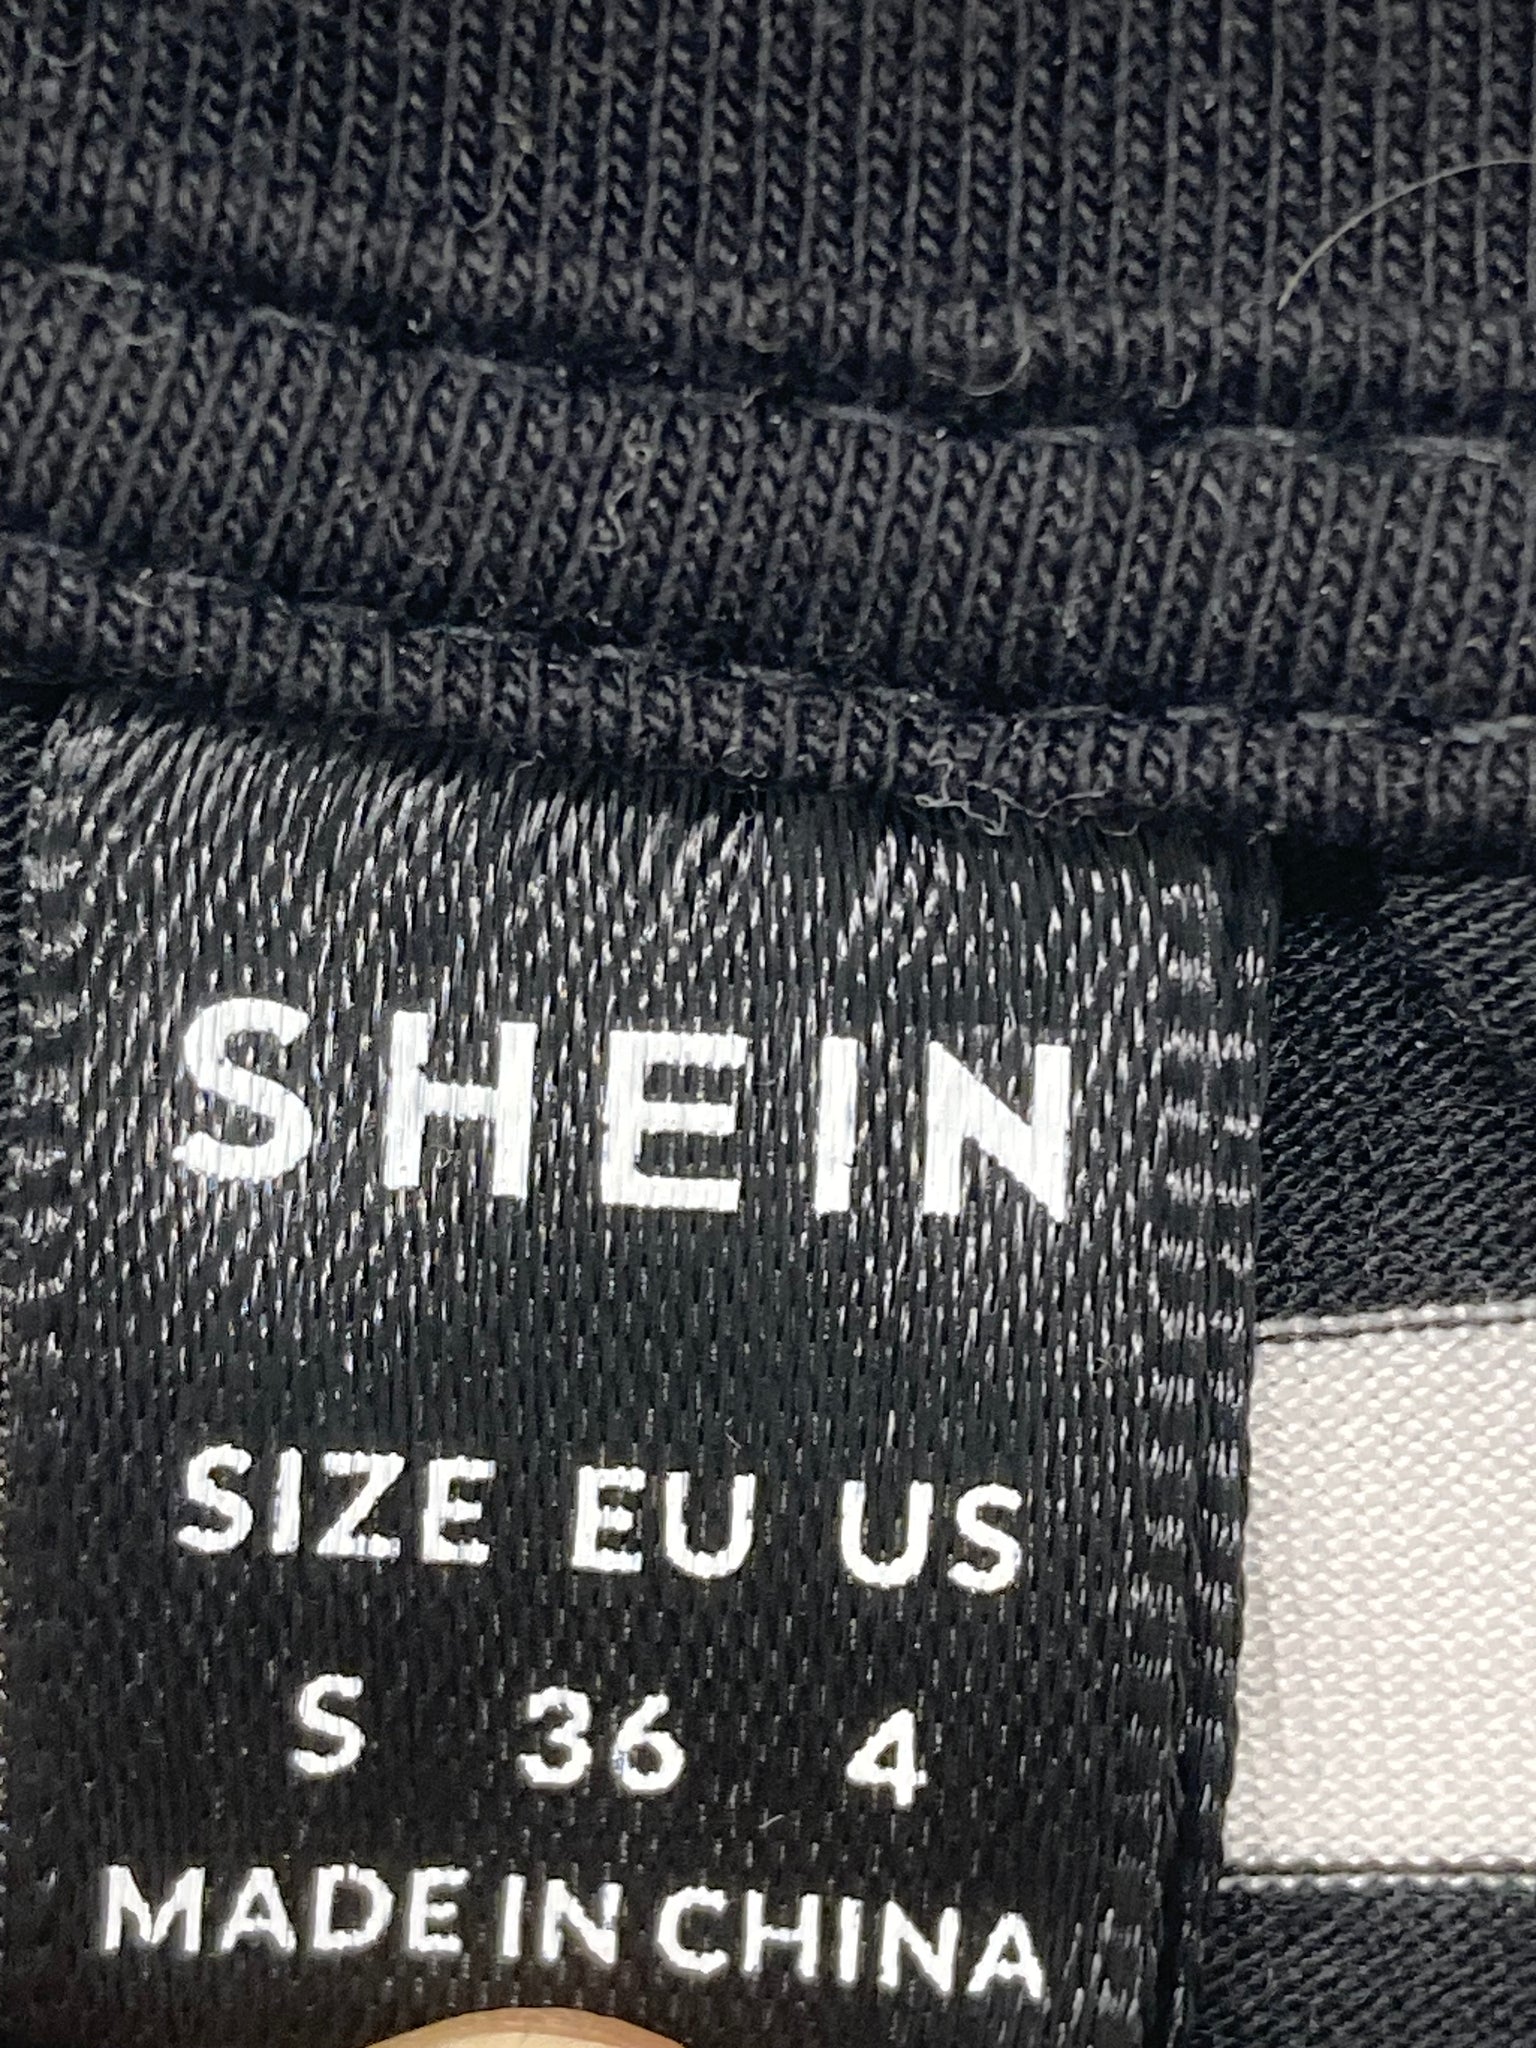 SHEIN
SIZE EU US
S 36 4
MADE IN CHINA